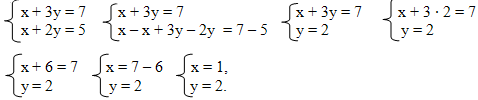 x + 3y = 7 x + 3y = 7 x + 3y = 7 x + 3 · 2 = 7
x + 2y = 5 x – x + 3y – 2y = 7 – 5 y = 2 y = 2
x + 6 = 7 x = 7 – 6 x = 1,
y = 2 y = 2 y = 2.